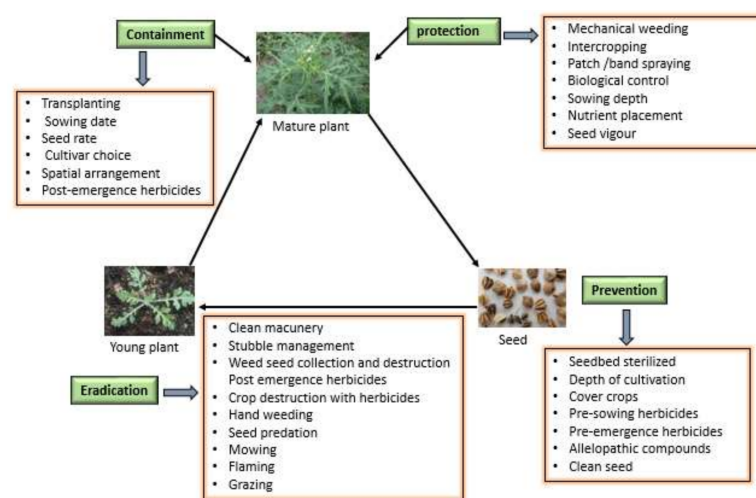 Containment
Transplanting
Sowing date
Seed rate
Cultivar choice
Spatial arrangement
Post-emergence herbicides
Mature plant
protection
Mechanical weeding
Intercropping
Patch /band spraying
Biological control
Sowing depth
Nutrient placement
Seed vigour
Young plant
Seed
Prevention
Seedbed sterilized
Depth of cultivation
Cover crops
Pre-sowing herbicides
Pre-emergence herbicides
Allelopathic compounds
Clean seed
Eradication
Clean macunery
Stubble management
Weed seed collection and destruction
Post emergence herbicides
Crop destruction with herbicides
Hand weeding
Seed predation
Mowing
Flaming
Grazing